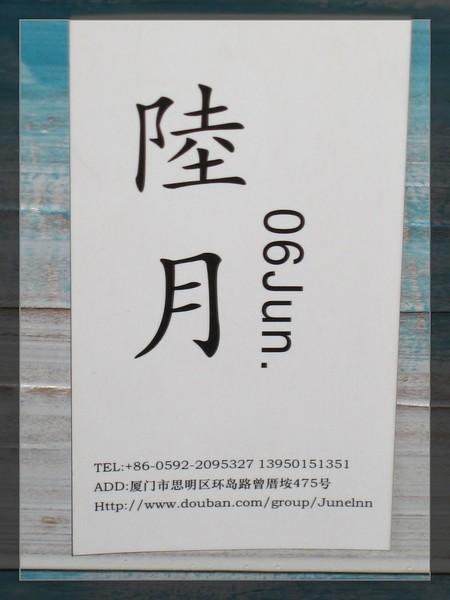 陸月
06Jun.
TEL:+86-0592-2095327 13950151351
ADD:厦门市思明区环岛路曾厝垵475号
Http://www.douban.com/group/JuneInn